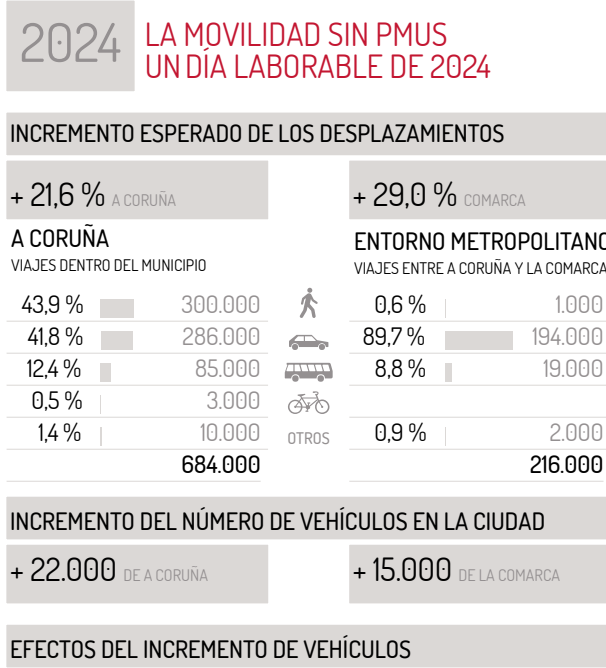 2024
LA MOVILIDAD SIN PMUS
UN DÍA LABORABLE DE 2024
INCREMENTO ESPERADO DE LOS DESPLAZAMIENTOS
+ 21,6 % A CORUÑA
+ 29,0 % COMARCA
A CORUÑA
VIAJES DENTRO DEL MUNICIPIO
ENTORNO METROPOLITANO
VIAJES ENTRE A CORUÑA Y LA COMARCA
43,9 % 300.000 0,6 % 1.000
41,8 % 286.000 89,7 % 194.000
12,4 % 85.000 8,8 % 19.000
0,5 % 3.000
1,4 % 10.000 OTROS 0,9 % 2.000
684.000 216.000
INCREMENTO DEL NÚMERO DE VEHÍCULOS EN LA CIUDAD
+ 22.000 DE A CORUÑA
+ 15.000 DE LA COMARCA
EFECTOS DEL INCREMENTO DE VEHÍCULOS